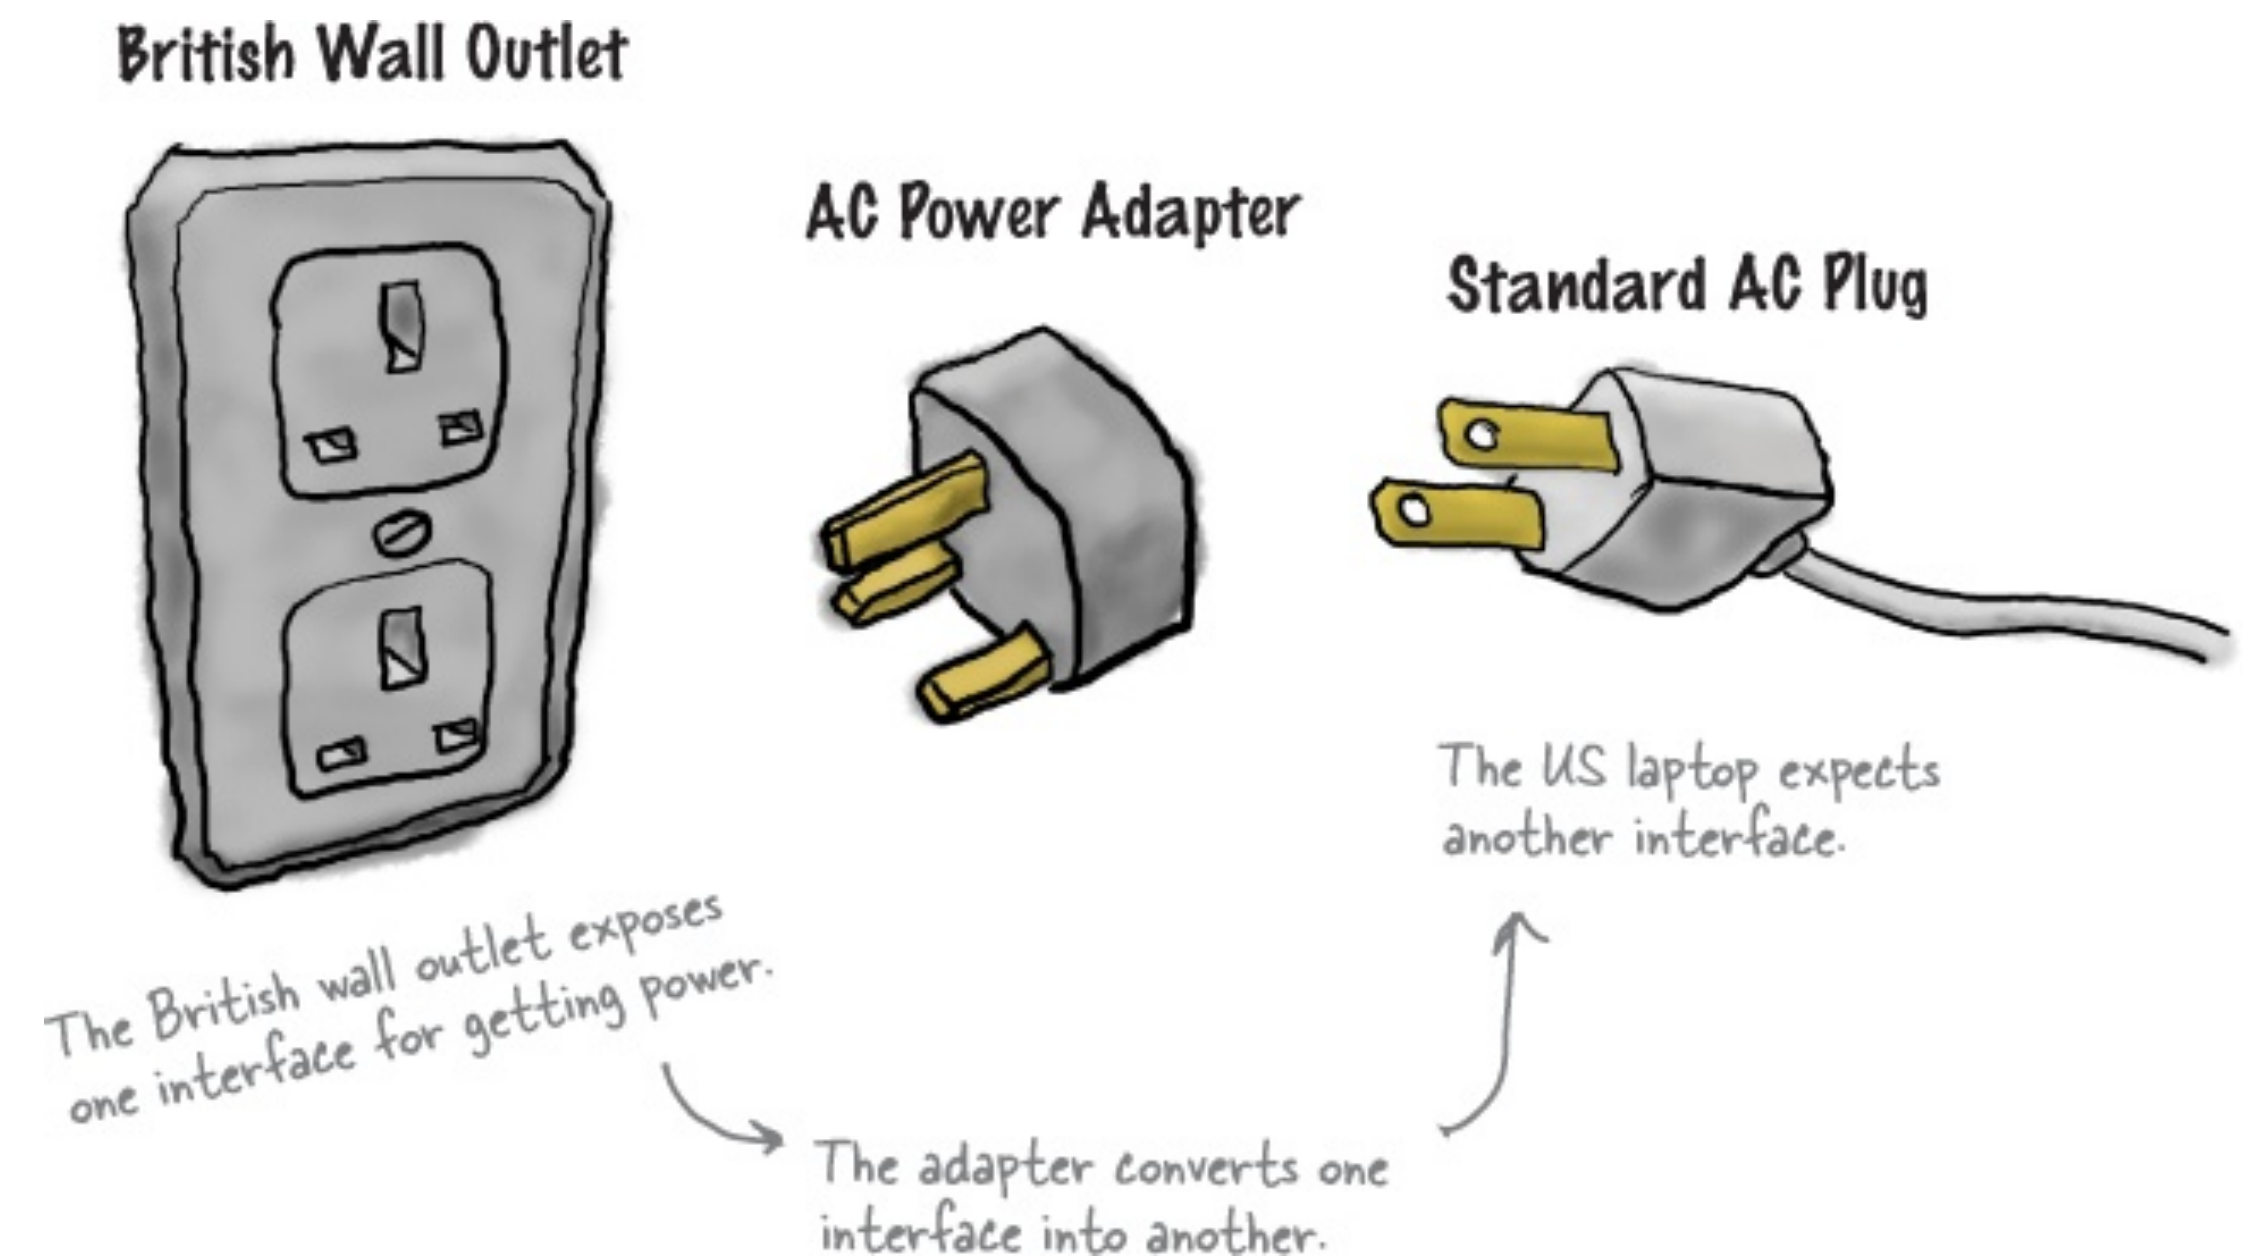 British Wall Outlet
AC Power Adapter
Standard AC Plug
The US laptop expects
another interface.
The British wall outlet exposes
one interface for getting power.
The adapter converts one
interface into another.